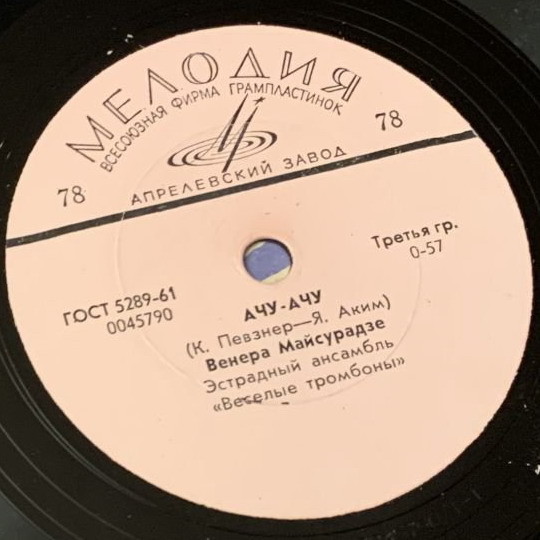 МЕЛОДИЯ
ВСЕСОЮЗНАЯ ФИРМА ГРАМПЛАСТИНОК
78 78
АПРЕЛЕВСКИЙ ЗАВОД
Третья гр.
0-57
ГОСТ 5289-61
0045790
АЧУ-АЧУ
(К. Певзнер—Я. Аким)
Венера Майсурадзе
Эстрадный ансамбль
«Веселые тромбоны»